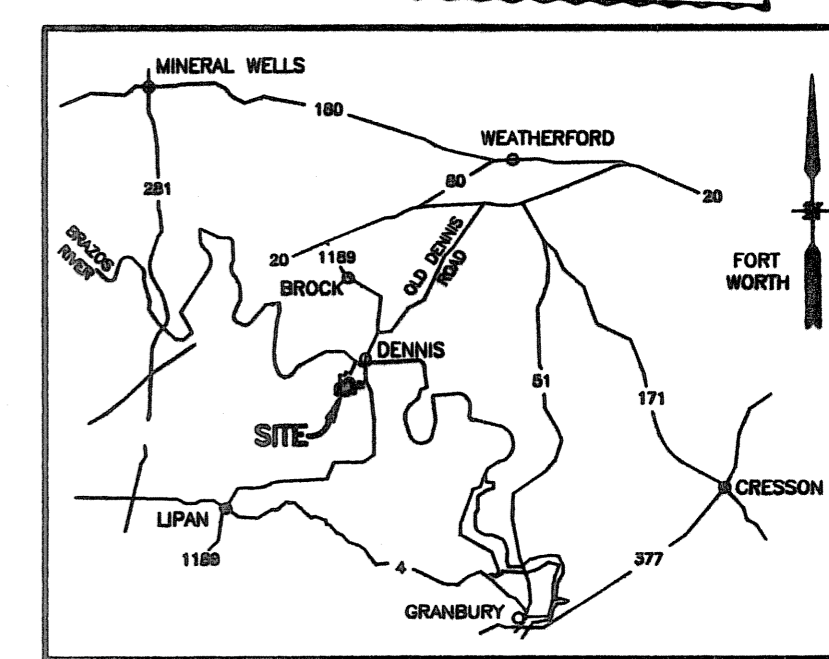 MINERAL WELLS
180
WEATHERFORD
80
20
281
BRAZOS
RIVER
20
1189
OLD DENNIS
ROAD
FORT
WORTH
BROCK
DENNIS
51
171
SITE
CRESSON
LIPAN
1189
4
377
GRANBURY